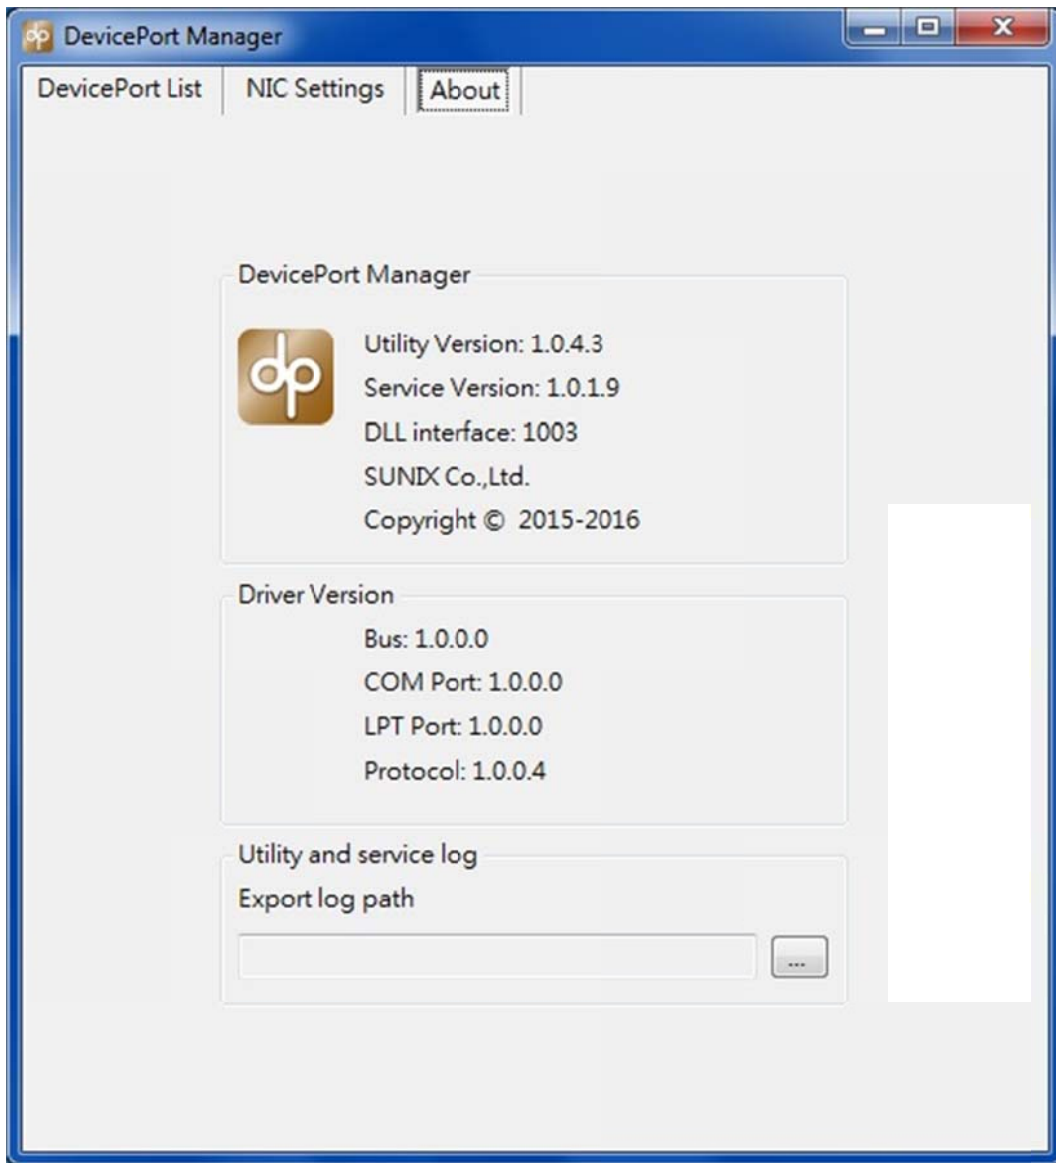 DevicePort Manager
DevicePort List NIC Settings About
DevicePort Manager
dp
Utility Version: 1.0.4.3
Service Version: 1.0.1.9
DLL interface: 1003
SUNIX Co.,Ltd.
Copyright © 2015-2016
Driver Version
Bus: 1.0.0.0
COM Port: 1.0.0.0
LPT Port: 1.0.0.0
Protocol: 1.0.0.4
Utility and service log
Export log path
...